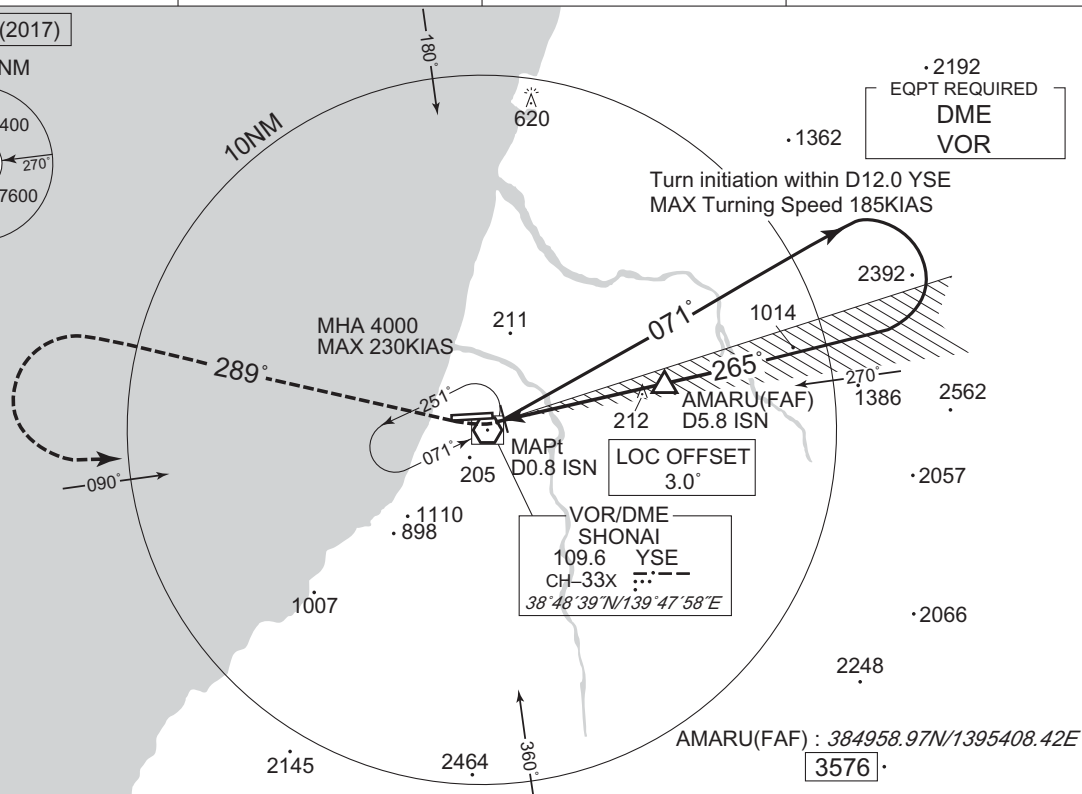 (2017)
NM
400
270°
7600
10NM
180°
620
2192
EQPT REQUIRED
DME
VOR
1362
Turn initiation within D12.0 YSE
MAX Turning Speed 185KIAS
2392
071°
1014
211
MHA 4000
MAX 230KIAS
289°
265°
270°
1386
2562
251°
212
AMARU(FAF)
D5.8 ISN
071°
MAPt
D0.8 ISN
205
LOC OFFSET
3.0°
090°
2057
1110
898
VOR/DME
SHONAI
109.6 YSE
CH–33X
38°48´39˝N/139°47´58˝E
1007
2066
2248
360°
AMARU(FAF) : 384958.97N/1395408.42E
2145
2464
3576